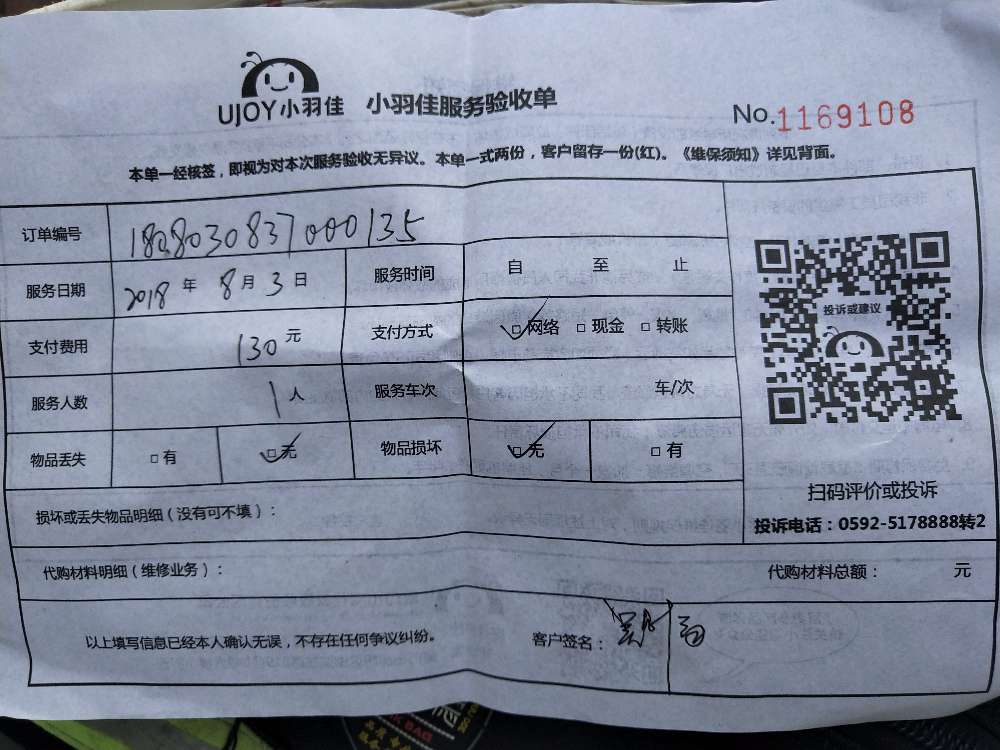 UJOY小羽佳 小羽佳服务验收单
No.1169108
本单一经核签，即视为对本次服务验收无异议。本单一式两份，客户留存一份(红)。《维保须知》详见背面。
订单编号
服务日期 2018 年 8 月 3 日 服务时间 自 至 止
投诉或建议
支付费用 130 元 支付方式 □网络 □现金 □转账
服务人数 1 人 服务车次 车/次
物品丢失 □有 □无 物品损坏 □无 □有
扫码评价或投诉
损坏或丢失物品明细（没有可不填）：
投诉电话：0592-5178888转2
代购材料明细（维修业务）： 代购材料总额： 元
以上填写信息已经本人确认无误，不存在任何争议纠纷。 客户签名：